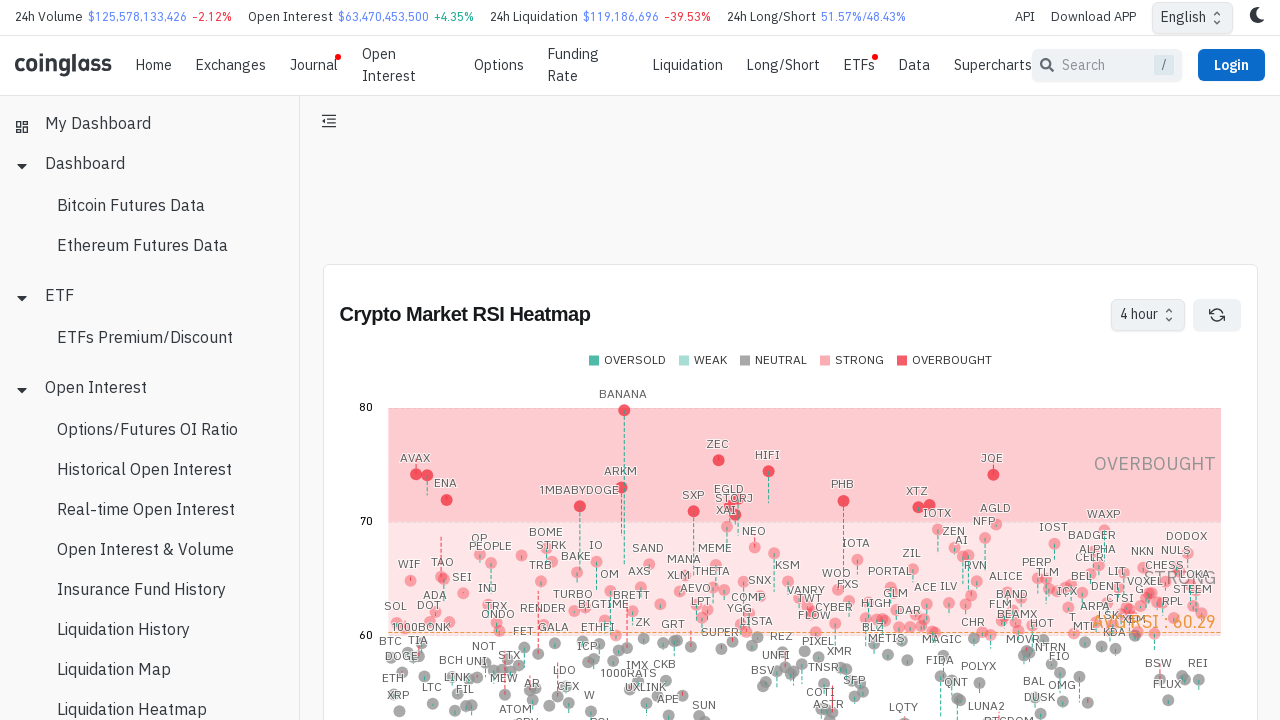 24h Volume $125,578,133,426 -2.12% Open Interest $63,470,453,500 +4.35% 24h Liquidation $119,186,696 -39.53% 24h Long/Short 51.57%/48.43% API Download APP English
coinglass Home Exchanges Journal Open Interest Options Funding Rate Liquidation Long/Short ETFs Data Supercharts Search / Login
My Dashboard
Dashboard
Bitcoin Futures Data
Ethereum Futures Data
ETF
ETFs Premium/Discount
Open Interest
Options/Futures OI Ratio
Historical Open Interest
Real-time Open Interest
Open Interest & Volume
Insurance Fund History
Liquidation History
Liquidation Map
Liquidation Heatmap
Crypto Market RSI Heatmap 4 hour
OVERSOLD WEAK NEUTRAL STRONG OVERBOUGHT
BANANA
80
ZEC
AVAX HIFI JOE
OVERBOUGHT
ARKM
ENA PHB
1MBABYDOGE SXP EGLD XTZ
STORJ
XAI IOTX AGLD WAXP
70
NFP
BOME NEO ZEN IOST BADGER DODOX
OP
PEOPLE STRK IO SAND MEME IOTA AI ALPHA NKN NULS
WIF TAO TRB BAKE MANA ZIL PERP CELR CHESS
SEI OM AXS XLM THETA KSM WOO PORTAL RVN TLM LIT
INJ AEVO SNX FXS ACE ILV ALICE BEL VOXEL
ADA TURBO BRETT COMP VANRY GLM BAND ICX DENT STEEM
SOL DOT TRX RENDER BIGTIME LPT YGG TWT CYBER HIGH FLM ARPA CTSI RPL
ONDO FLOW DAR BEAMX
1000BONK FET GALA ETHFI ZK GRT SUPER LISTA BLZ CHR HOT MTL KDA
AVG RSI : 60.29
60
BTC TIA ICP REZ PIXEL METIS MAGIC MOVR
DOGE NOT STX UNFI XMR NTRN
BCH UNI IMX CKB BSV TNSR FIDA POLYX FIO BSW REI
ETH LINK MEW LDO 1000RATS SFP BAL OMG
XRP LTC FIL AR CFX UXLINK COTI QNT FLUX
W APE ASTR DUSK
ATOM SUN LQTY LUNA2
BTCDOM